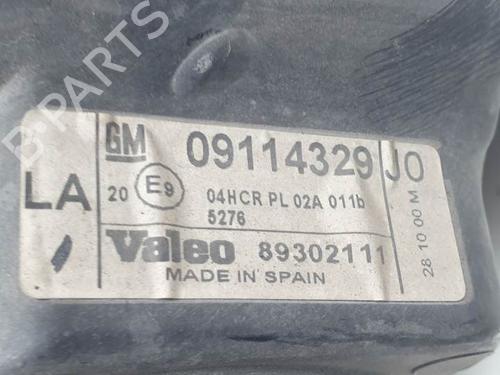 GM 09114329 JO
LA 20 E9 04HCR PL 02A 011b
5276
Valeo 89302111
MADE IN SPAIN
28 10 00 M